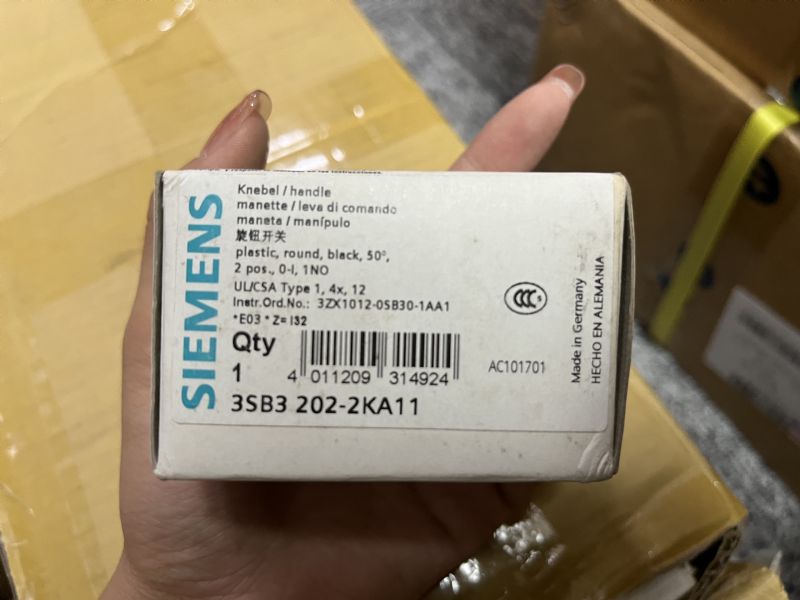 SIEMENS
Knebel / handle
manette / leva di comando
maneta / manípulo
旋钮开关
plastic, round, black, 50°,
2 pos., 0-I, 1NO
UL/CSA Type 1, 4x, 12
Instr.Ord.No.: 3ZX1012-0SB30-1AA1
*E03 * Z= I32
Qty
1
4 011209 314924
3SB3 202-2KA11
CCC S
AC101701
Made in Germany
HECHO EN ALEMANIA